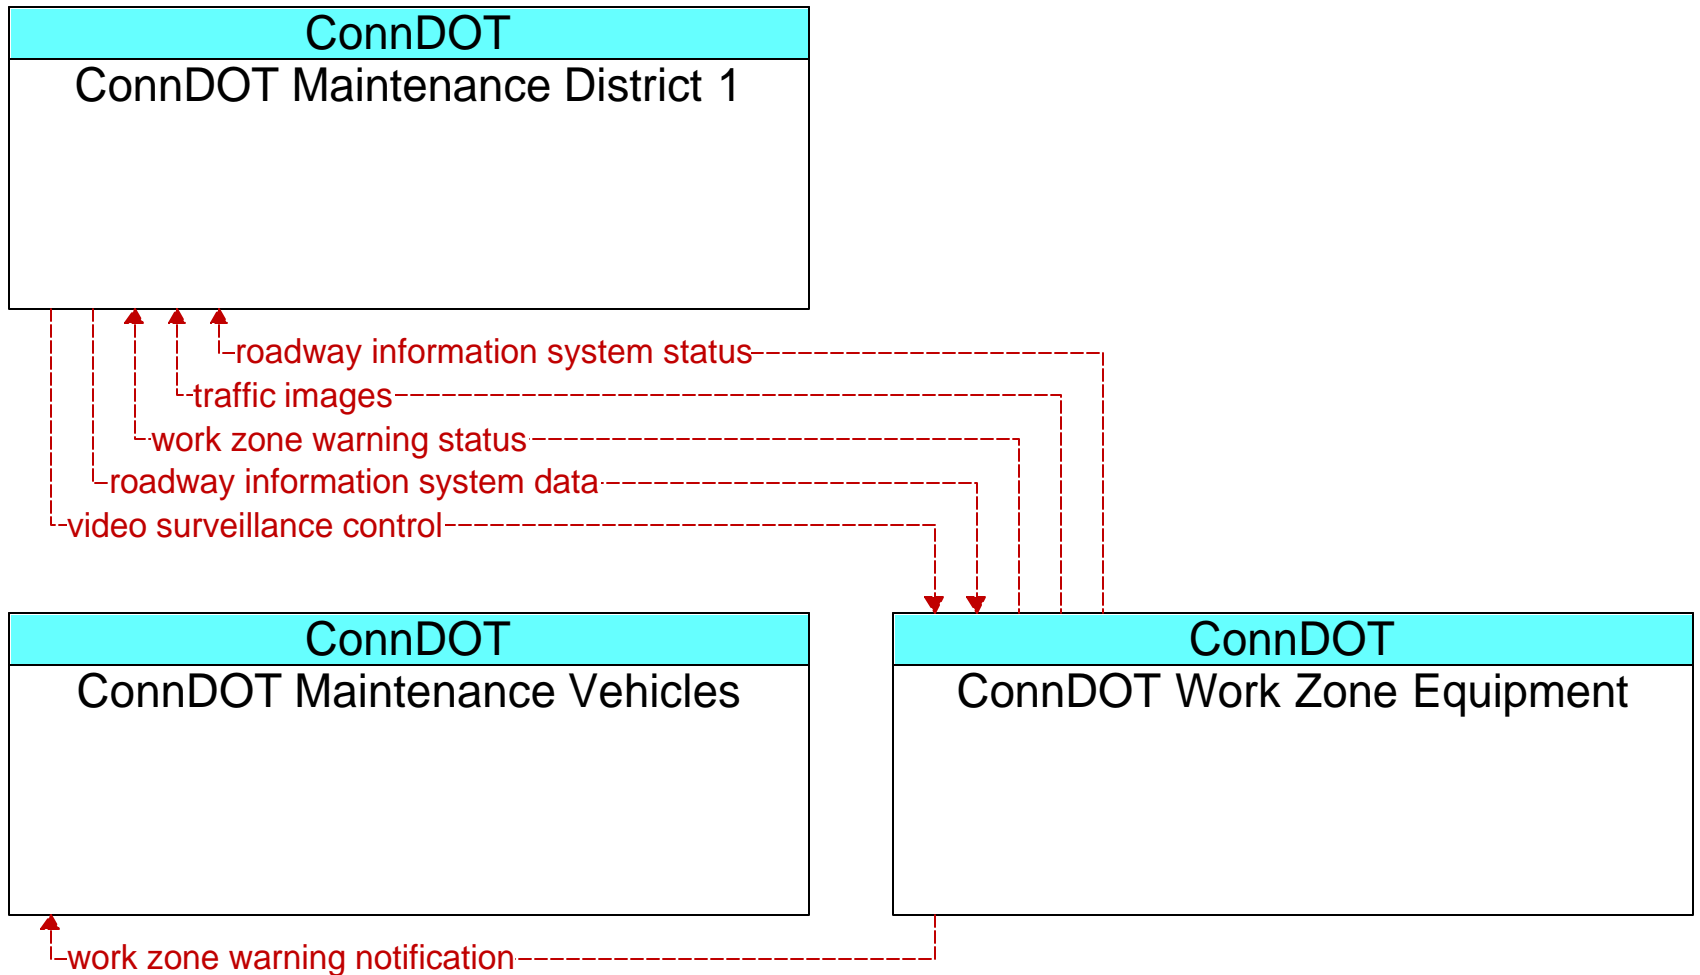 ConnDOT
ConnDOT Maintenance District 1
roadway information system status
traffic images
work zone warning status
roadway information system data
video surveillance control
ConnDOT
ConnDOT Maintenance Vehicles
ConnDOT
ConnDOT Work Zone Equipment
work zone warning notification